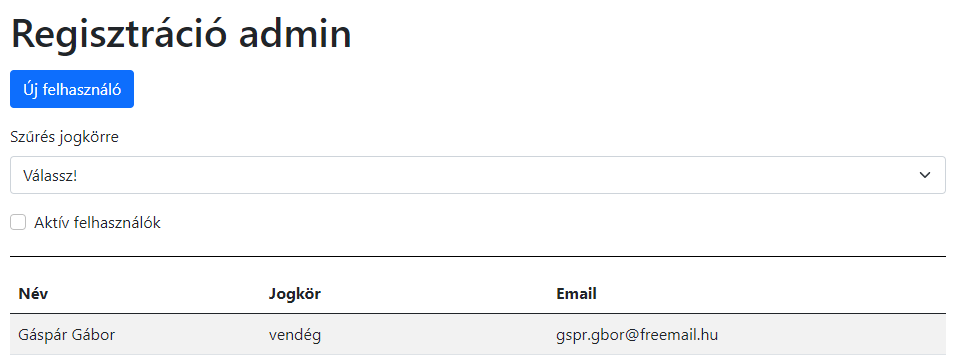 Regisztráció admin
Új felhasználó
Szűrés jogkörre
Válassz!
Aktív felhasználók
Név Jogkör Email
Gáspár Gábor vendég gspr.gbor@freemail.hu